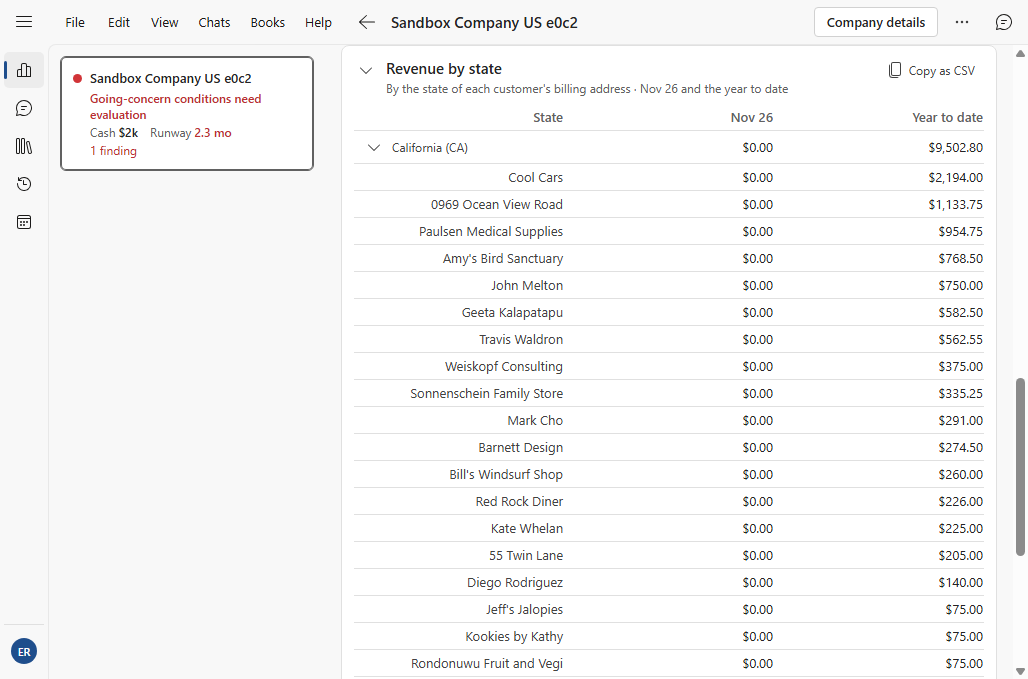 File Edit View Chats Books Help Sandbox Company US e0c2 Company details
Sandbox Company US e0c2
Going-concern conditions need
evaluation
Cash $2k Runway 2.3 mo
1 finding
ER
Revenue by state
Copy as CSV
By the state of each customer's billing address · Nov 26 and the year to date
State Nov 26 Year to date
California (CA) $0.00 $9,502.80
Cool Cars $0.00 $2,194.00
0969 Ocean View Road $0.00 $1,133.75
Paulsen Medical Supplies $0.00 $954.75
Amy's Bird Sanctuary $0.00 $768.50
John Melton $0.00 $750.00
Geeta Kalapatapu $0.00 $582.50
Travis Waldron $0.00 $562.55
Weiskopf Consulting $0.00 $375.00
Sonnenschein Family Store $0.00 $335.25
Mark Cho $0.00 $291.00
Barnett Design $0.00 $274.50
Bill's Windsurf Shop $0.00 $260.00
Red Rock Diner $0.00 $226.00
Kate Whelan $0.00 $225.00
55 Twin Lane $0.00 $205.00
Diego Rodriguez $0.00 $140.00
Jeff's Jalopies $0.00 $75.00
Kookies by Kathy $0.00 $75.00
Rondonuwu Fruit and Vegi $0.00 $75.00